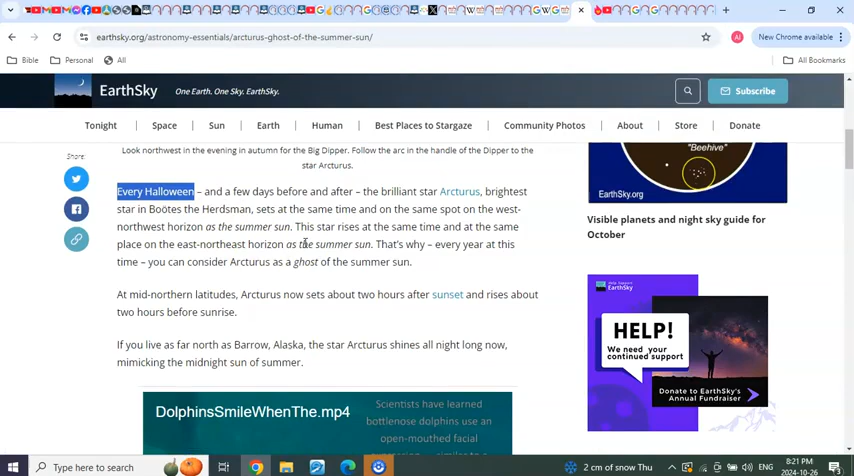 earthsky.org/astronomy-essentials/arcturus-ghost-of-the-summer-sun/
AI
New Chrome available
Bible
Personal
All
All Bookmarks
EarthSky
One Earth. One Sky. EarthSky.
Subscribe
Tonight
Space
Sun
Earth
Human
Best Places to Stargaze
Community Photos
About
Store
Donate
Share:
Look northwest in the evening in autumn for the Big Dipper. Follow the arc in the handle of the Dipper to the
star Arcturus.
Every Halloween – and a few days before and after – the brilliant star Arcturus, brightest
star in Boötes the Herdsman, sets at the same time and on the same spot on the west-
northwest horizon as the summer sun. This star rises at the same time and at the same
place on the east-northeast horizon as the summer sun. That's why – every year at this
time – you can consider Arcturus as a ghost of the summer sun.
At mid-northern latitudes, Arcturus now sets about two hours after sunset and rises about
two hours before sunrise.
If you live as far north as Barrow, Alaska, the star Arcturus shines all night long now,
mimicking the midnight sun of summer.
DolphinsSmileWhenThe.mp4
Scientists have learned
bottlenose dolphins use
an open-mouthed facial
"Beehive"
EarthSky.org
Visible planets and night sky guide for
October
Help Support
EarthSky
HELP!
We need your
continued support
Donate to EarthSky's
Annual Fundraiser
Type here to search
2 cm of snow Thu
ENG
8:21 PM
2024-10-26
3